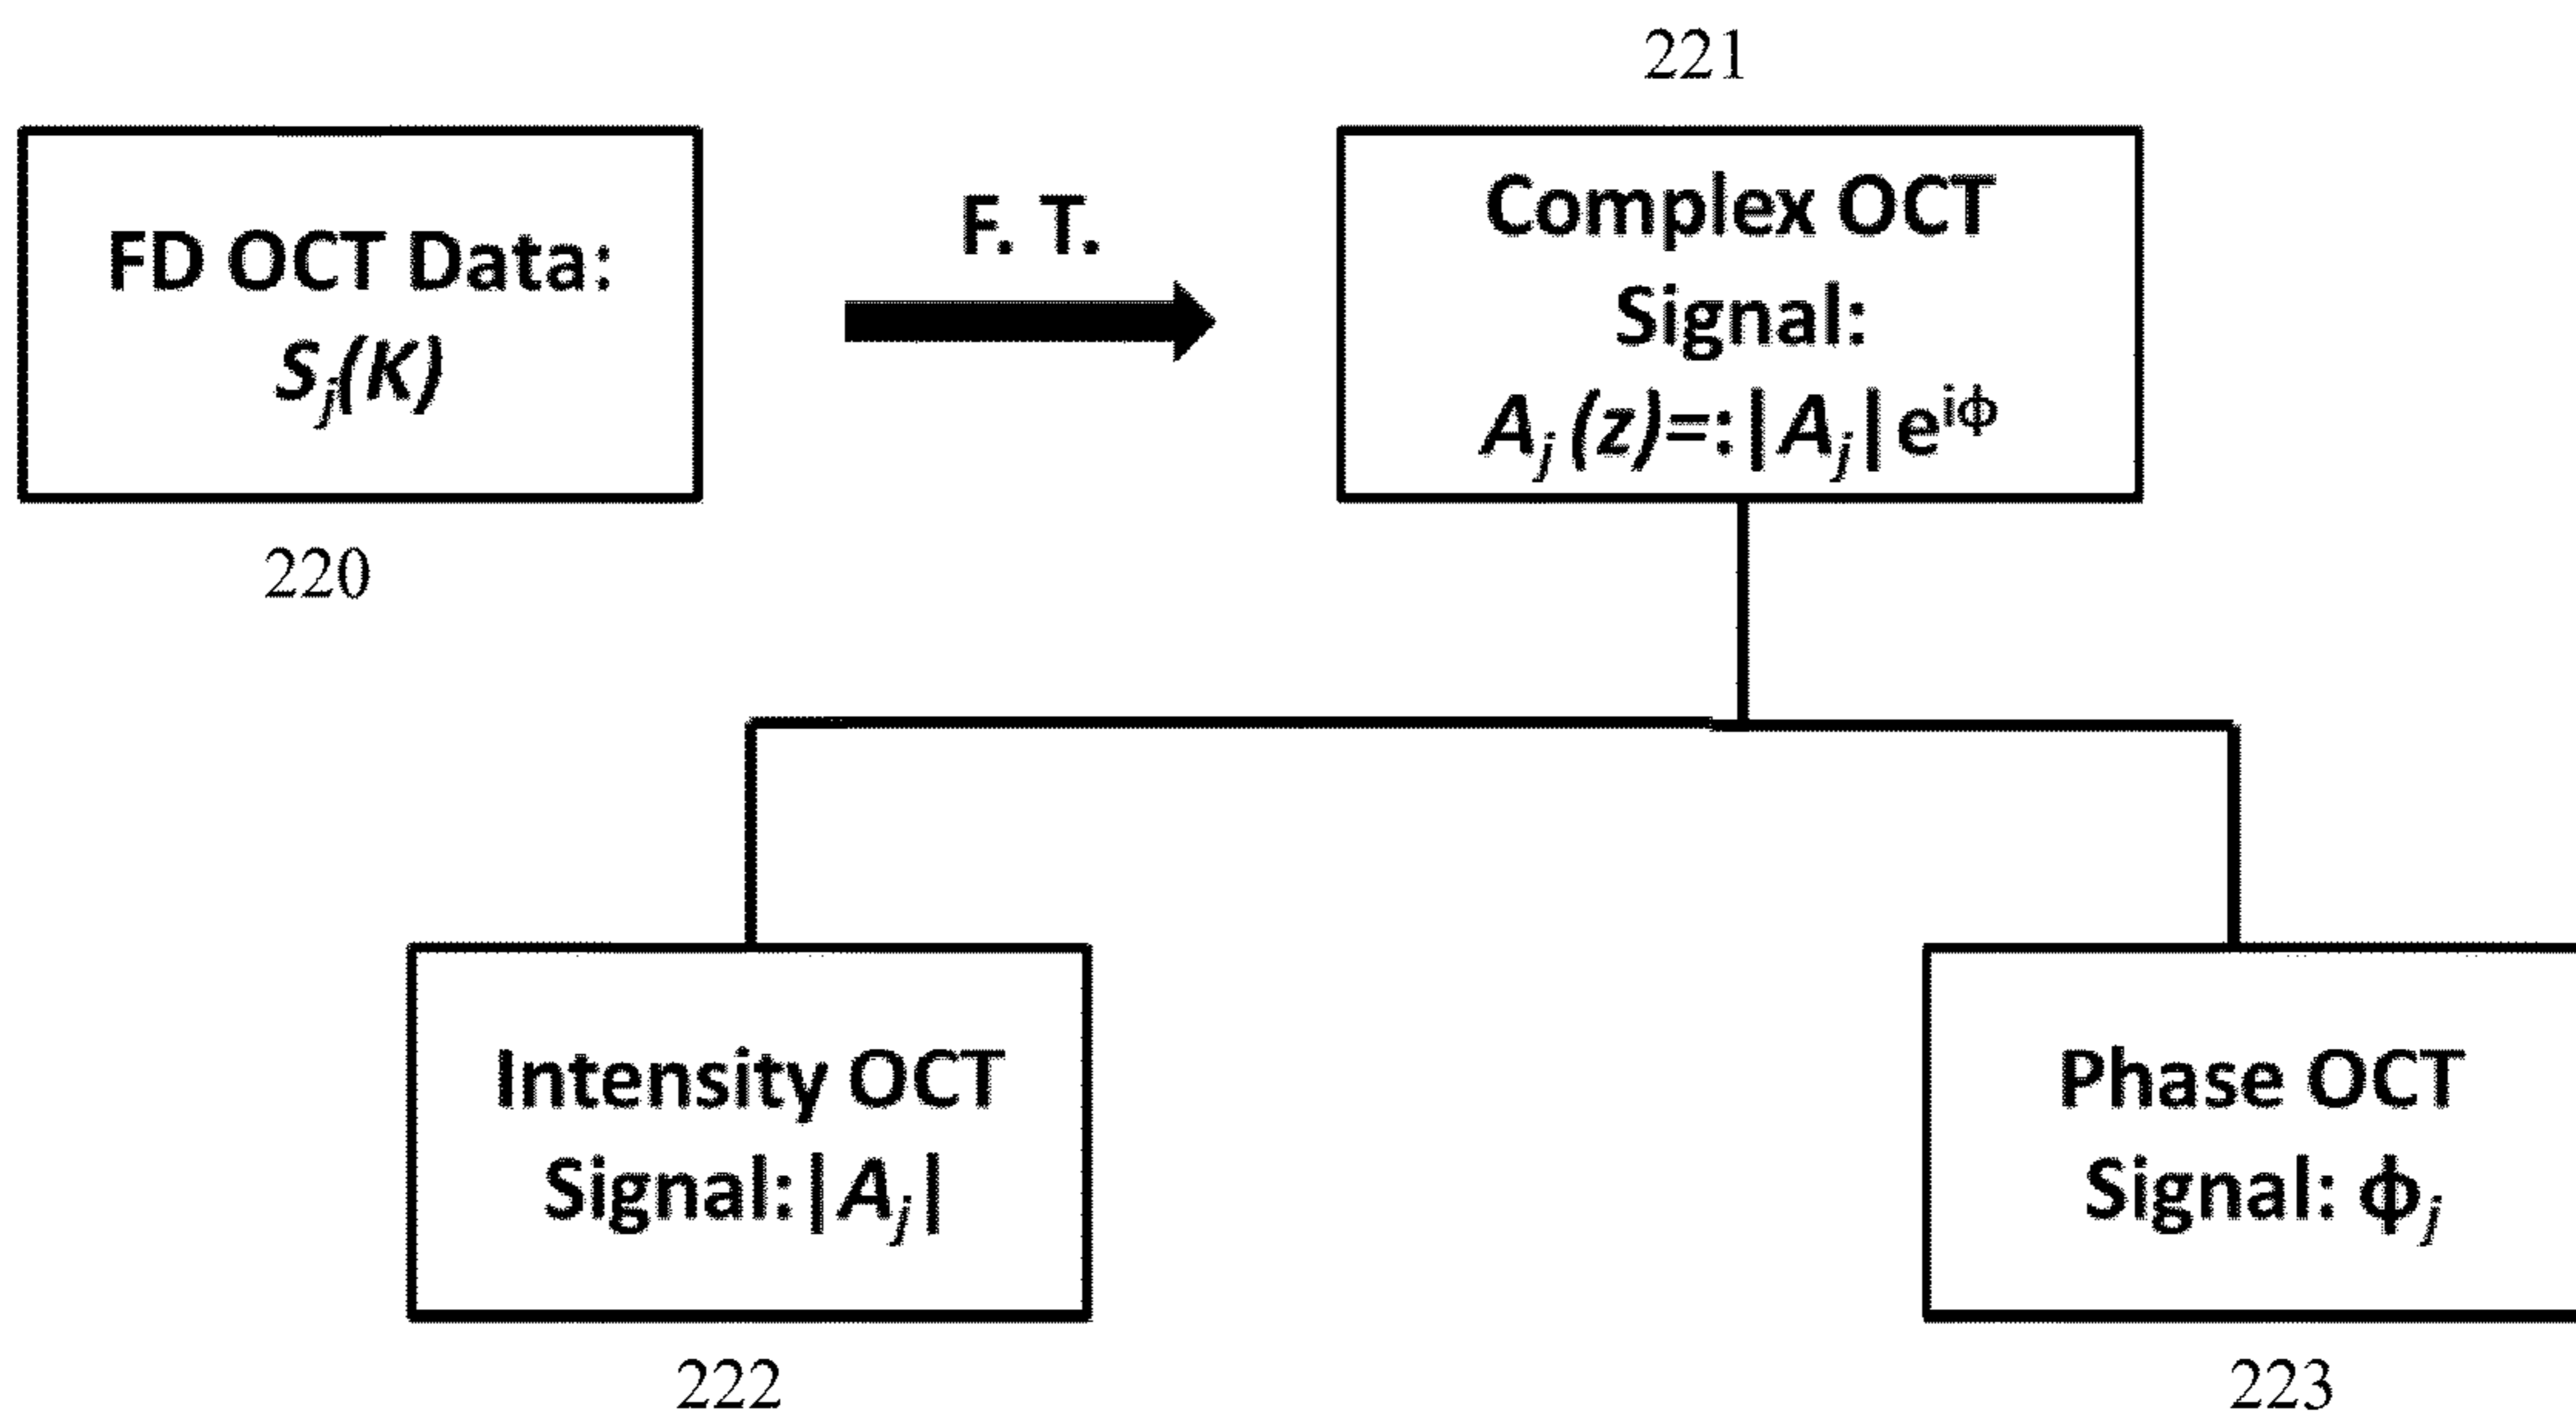 221
FD OCT Data:
S_j(K)
F. T.
Complex OCT
Signal:
A_j (z)=:|A_j|e^{iϕ}
220
Intensity OCT
Signal:|A_j|
Phase OCT
Signal: ϕ_j
222
223